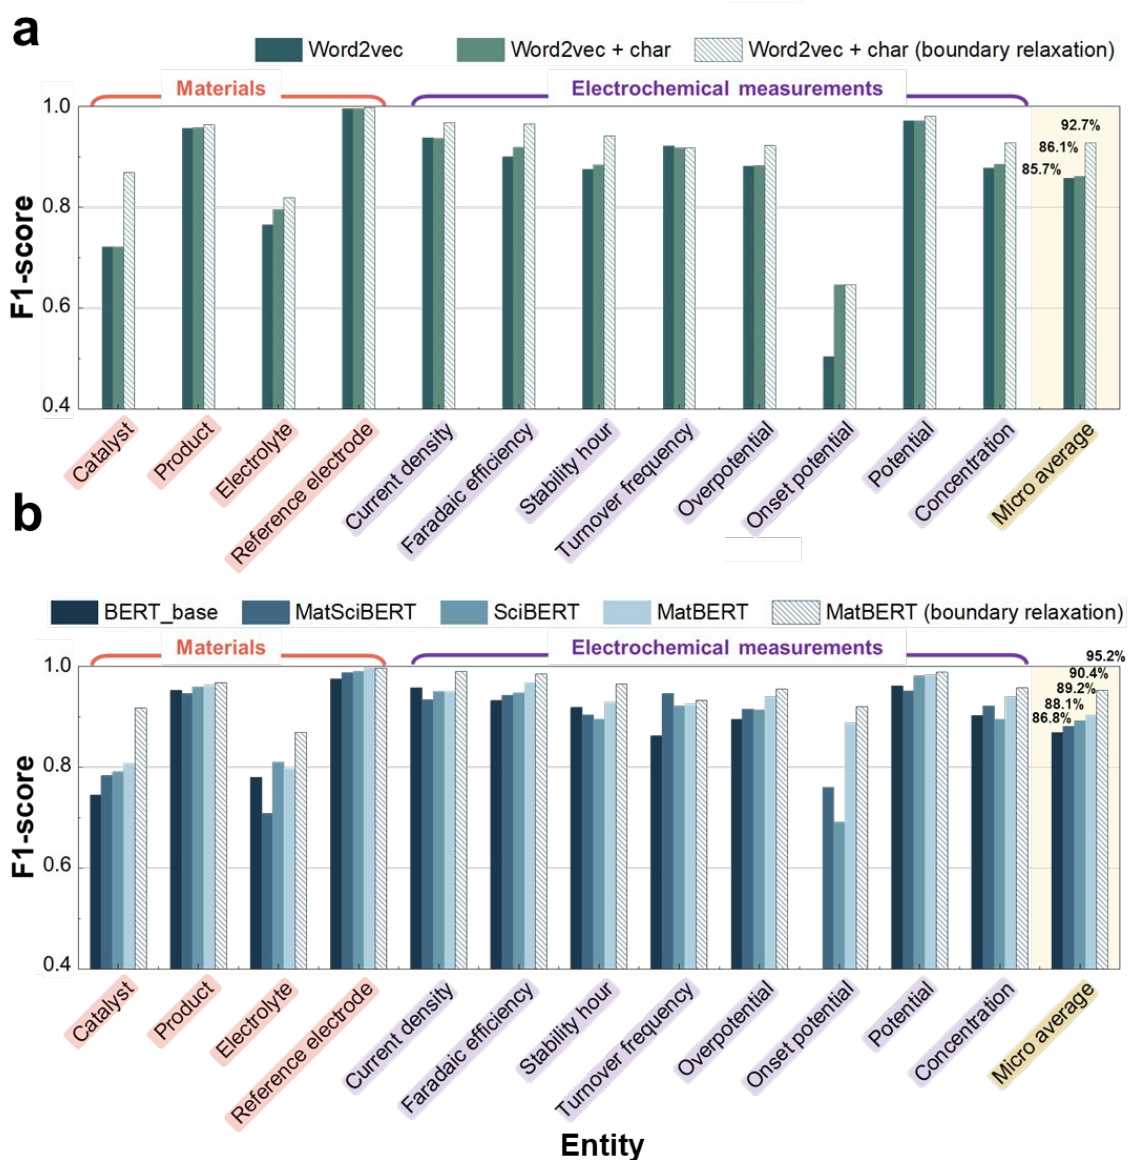 a
Word2vec Word2vec + char Word2vec + char (boundary relaxation)
Materials Electrochemical measurements
1.0
0.8
0.6
0.4
F1-score
92.7%
86.1%
85.7%
Catalyst
Product
Electrolyte
Reference electrode
Current density
Faradaic efficiency
Stability hour
Turnover frequency
Overpotential
Onset potential
Potential
Concentration
Micro average
b
BERT_base MatSciBERT SciBERT MatBERT MatBERT (boundary relaxation)
Materials Electrochemical measurements
1.0
0.8
0.6
0.4
F1-score
95.2%
90.4%
89.2%
88.1%
86.8%
Catalyst
Product
Electrolyte
Reference electrode
Current density
Faradaic efficiency
Stability hour
Turnover frequency
Overpotential
Onset potential
Potential
Concentration
Micro average
Entity